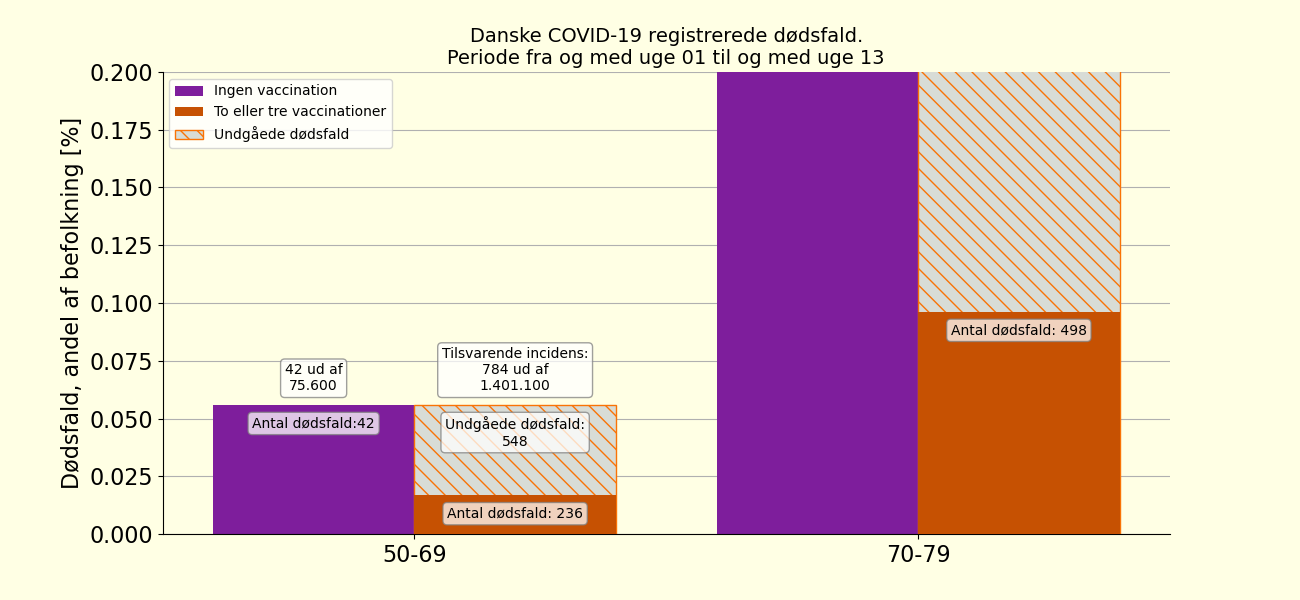 Danske COVID-19 registrerede dødsfald.
Periode fra og med uge 01 til og med uge 13
Dødsfald, andel af befolkning [%]
0.200
0.175
0.150
0.125
0.100
0.075
0.050
0.025
0.000
Ingen vaccination
To eller tre vaccinationer
Undgåede dødsfald
42 ud af
75.600
Antal dødsfald:42
Tilsvarende incidens:
784 ud af
1.401.100
Undgåede dødsfald:
548
Antal dødsfald: 236
Antal dødsfald: 498
50-69
70-79